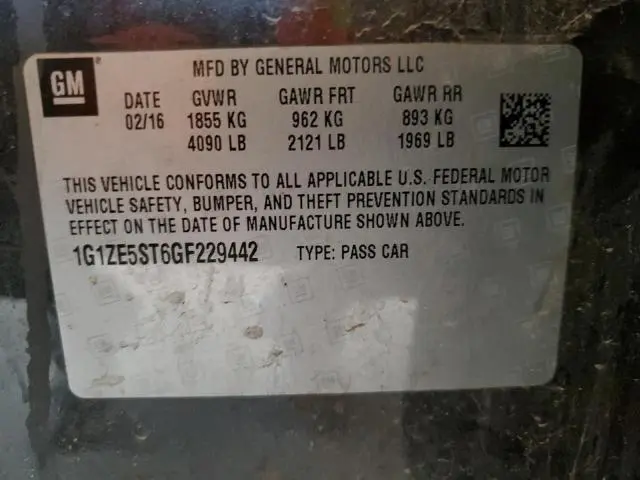 GM ®
MFD BY GENERAL MOTORS LLC
DATE GVWR GAWR FRT GAWR RR
02/16 1855 KG 962 KG 893 KG
4090 LB 2121 LB 1969 LB
THIS VEHICLE CONFORMS TO ALL APPLICABLE U.S. FEDERAL MOTOR
VEHICLE SAFETY, BUMPER, AND THEFT PREVENTION STANDARDS IN
EFFECT ON THE DATE OF MANUFACTURE SHOWN ABOVE.
1G1ZE5ST6GF229442 TYPE: PASS CAR